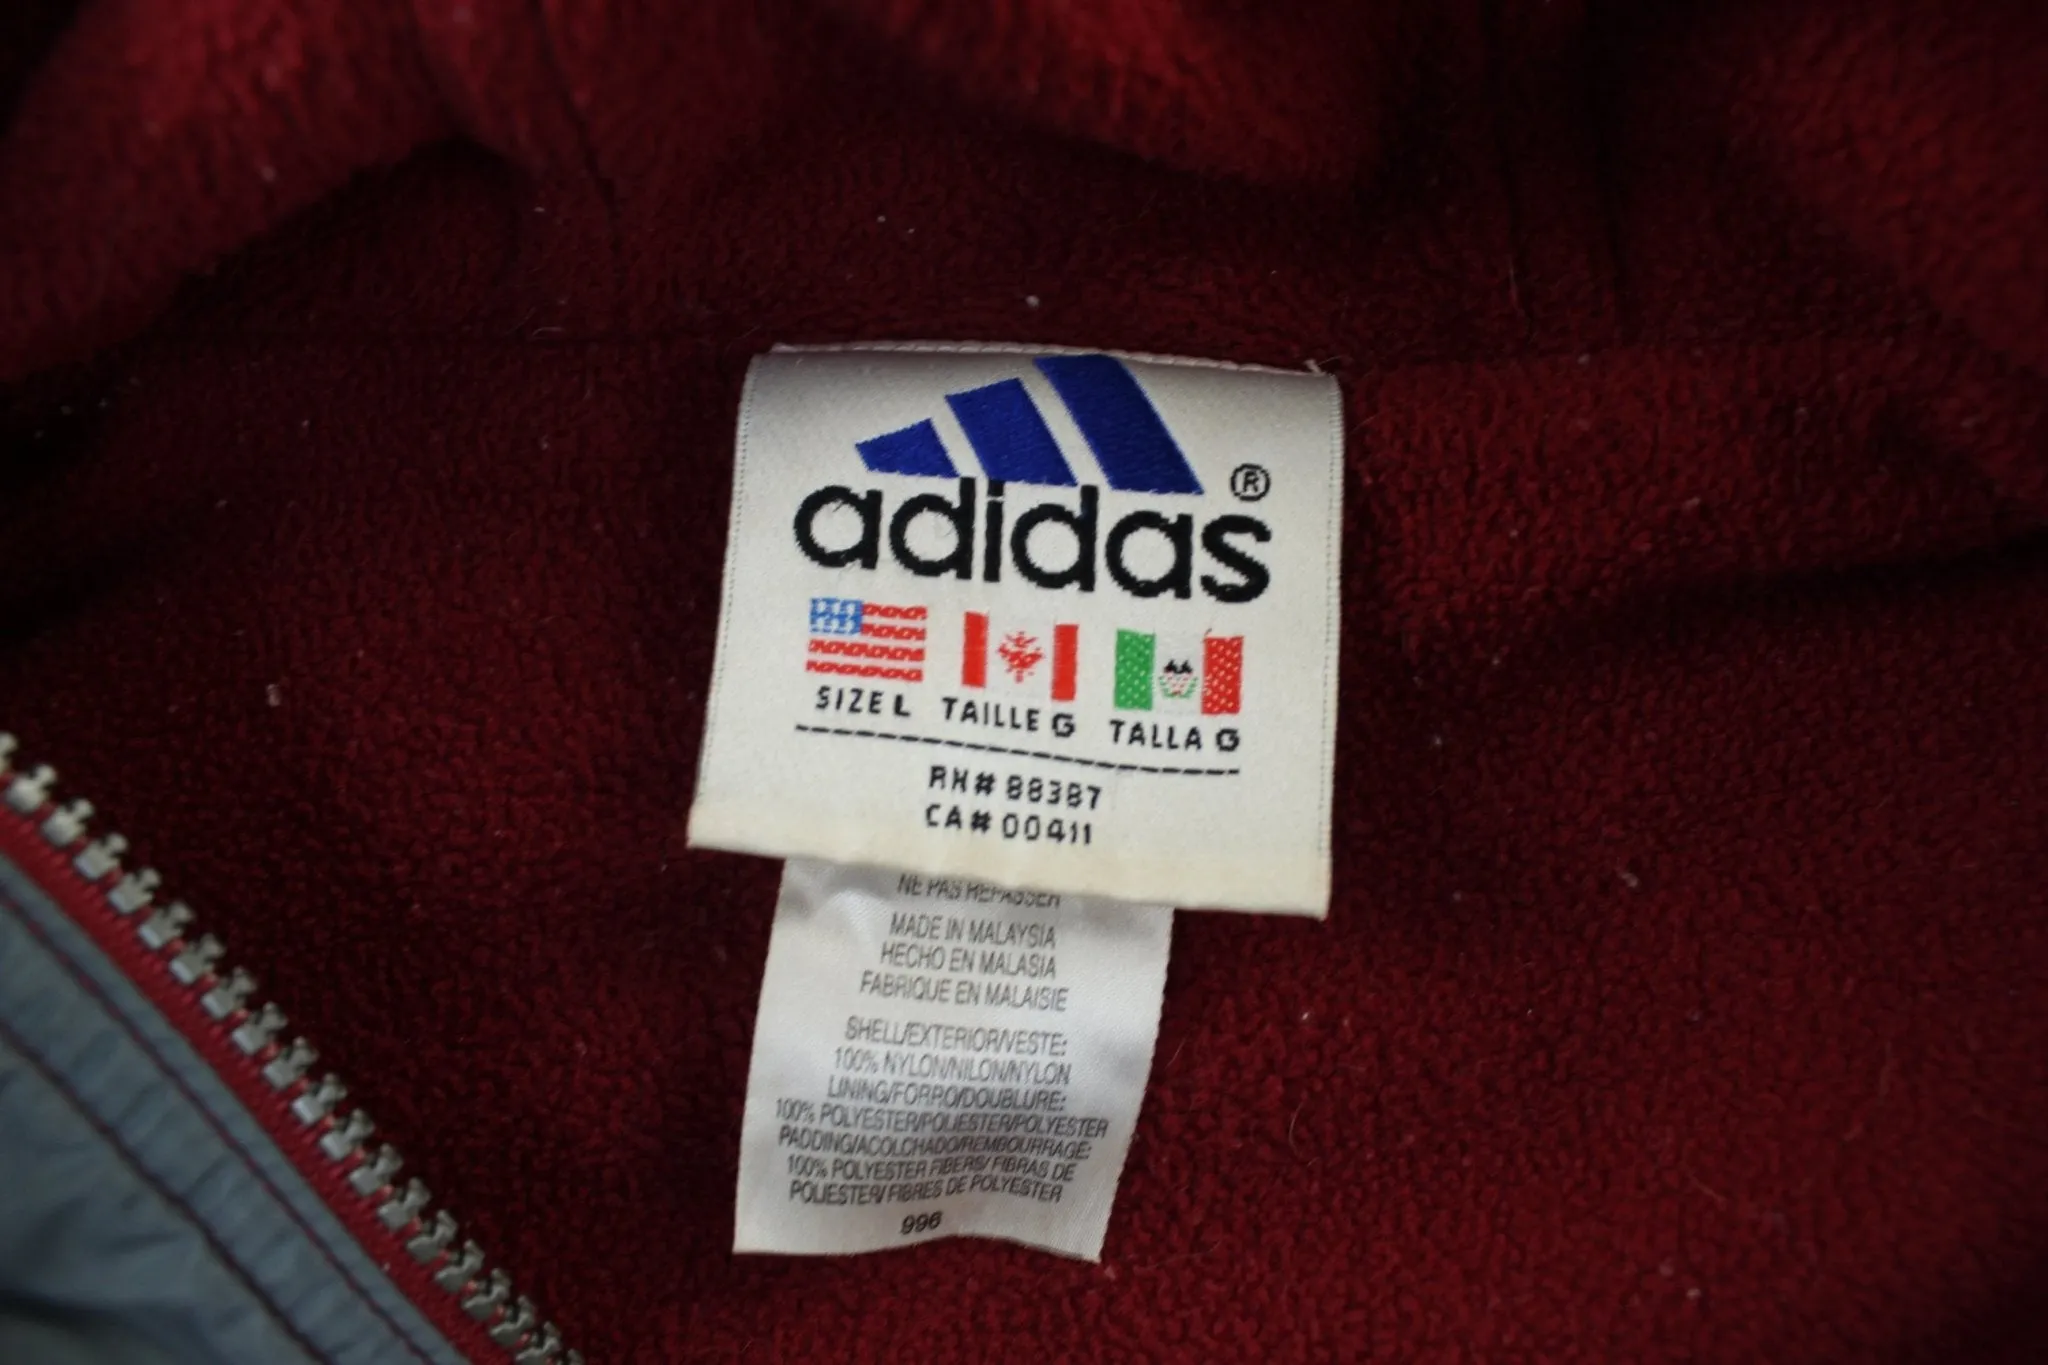 adidas®
SIZE L TAILLE G TALLA G
RN# 88387
CA# 00411
NE PAS REPASSER
MADE IN MALAYSIA
HECHO EN MALASIA
FABRIQUE EN MALAISIE
SHELL/EXTERIOR/VESTE:
100% NYLON/NILON/NYLON
LINING/FORRO/DOUBLURE:
100% POLYESTER/POLIESTER/POLYESTER
PADDING/ACOLCHADO/REMBOURRAGE:
100% POLYESTER FIBERS/ FIBRAS DE
POLIESTER/ FIBRES DE POLYESTER
996